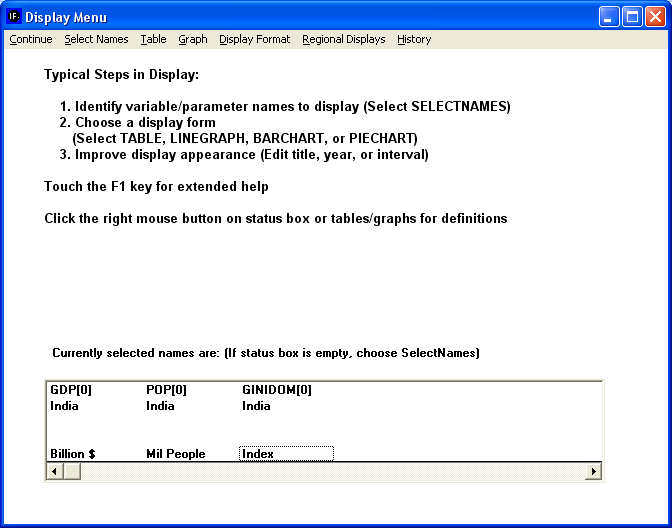 IFs Display Menu
Continue Select Names Table Graph Display Format Regional Displays History
Typical Steps in Display:
1. Identify variable/parameter names to display (Select SELECTNAMES)
2. Choose a display form
(Select TABLE, LINEGRAPH, BARCHART, or PIECHART)
3. Improve display appearance (Edit title, year, or interval)
Touch the F1 key for extended help
Click the right mouse button on status box or tables/graphs for definitions
Currently selected names are: (If status box is empty, choose SelectNames)
GDP[0] POP[0] GINIDOM[0]
India India India
Billion $ Mil People Index